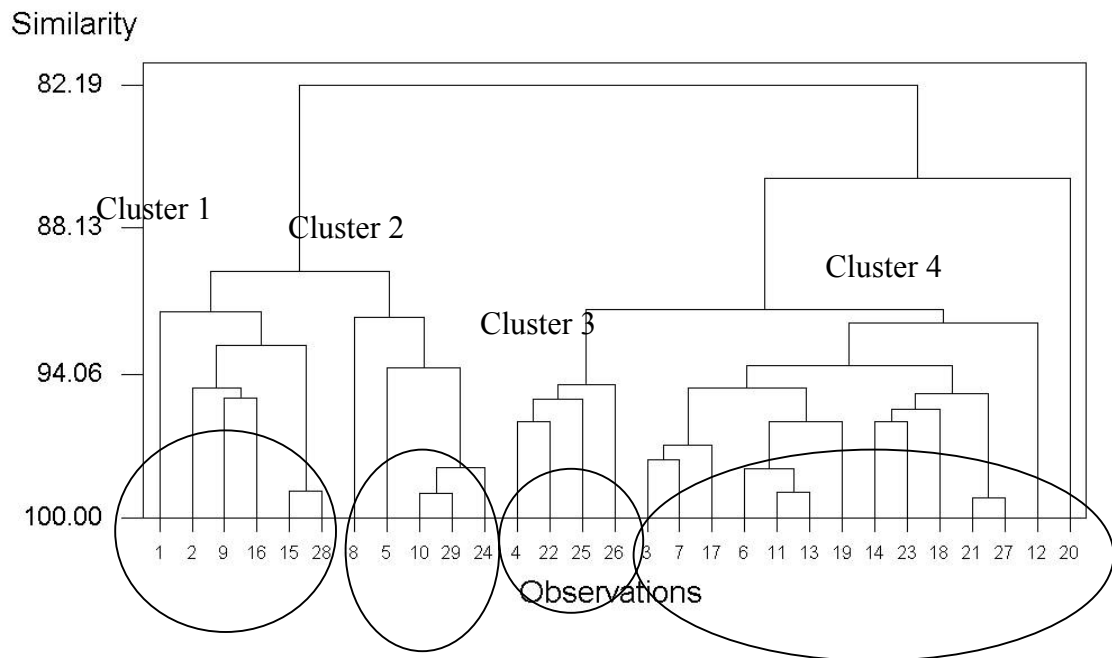 Similarity
82.19
Cluster 1
88.13
Cluster 2
Cluster 4
Cluster 3
94.06
100.00
1 2 9 16 15 28 8 5 10 29 24 4 22 25 26 3 7 17 6 11 13 19 14 23 18 21 27 12 20
Observations